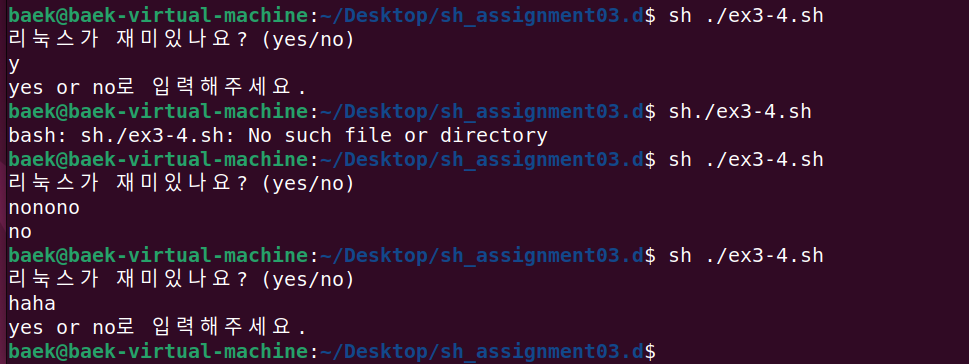 baek@baek-virtual-machine:~/Desktop/sh_assignment03.d$ sh ./ex3-4.sh
리눅스가 재미있나요? (yes/no)
y
yes or no로 입력해주세요.
baek@baek-virtual-machine:~/Desktop/sh_assignment03.d$ sh./ex3-4.sh
bash: sh./ex3-4.sh: No such file or directory
baek@baek-virtual-machine:~/Desktop/sh_assignment03.d$ sh ./ex3-4.sh
리눅스가 재미있나요? (yes/no)
nonono
no
baek@baek-virtual-machine:~/Desktop/sh_assignment03.d$ sh ./ex3-4.sh
리눅스가 재미있나요? (yes/no)
haha
yes or no로 입력해주세요.
baek@baek-virtual-machine:~/Desktop/sh_assignment03.d$